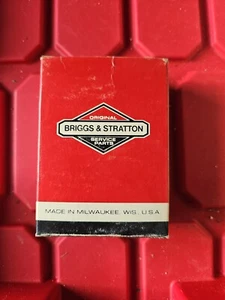 ORIGINAL
BRIGGS & STRATTON
SERVICE
PARTS
MADE IN MILWAUKEE, WIS., U.S.A.